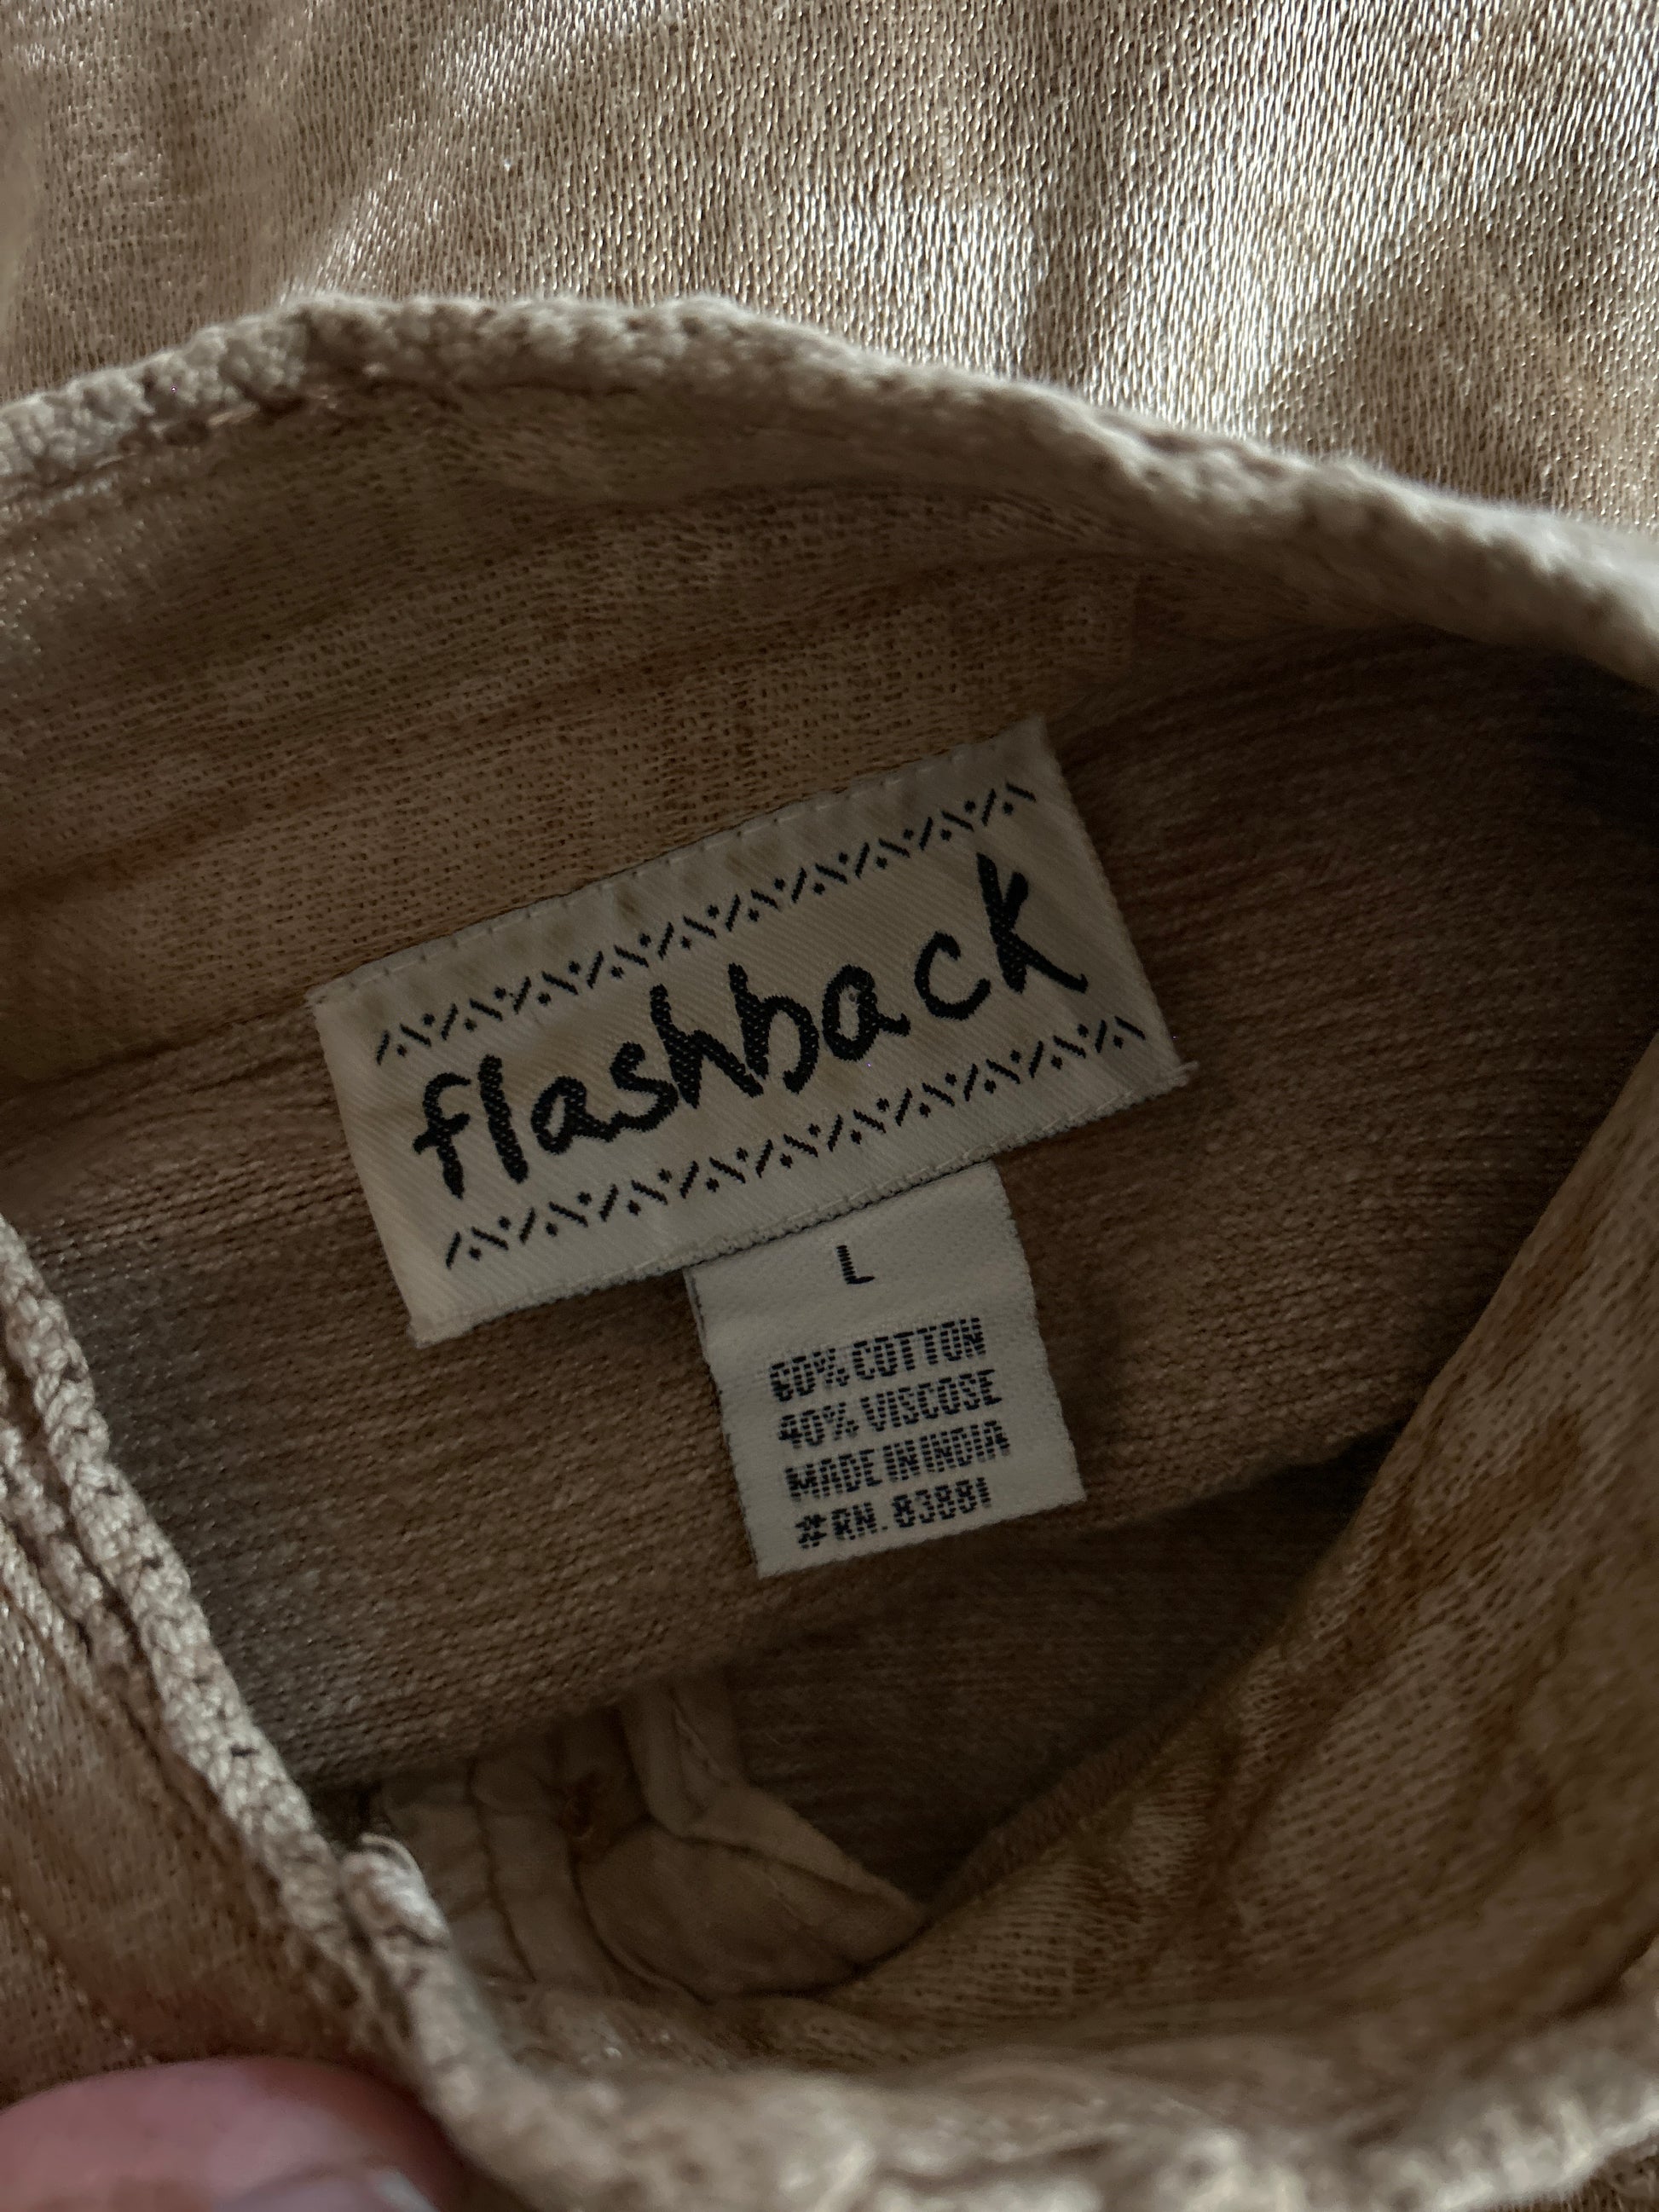 flashback
L
60% COTTON
40% VISCOSE
MADE IN INDIA
#RN. 83881